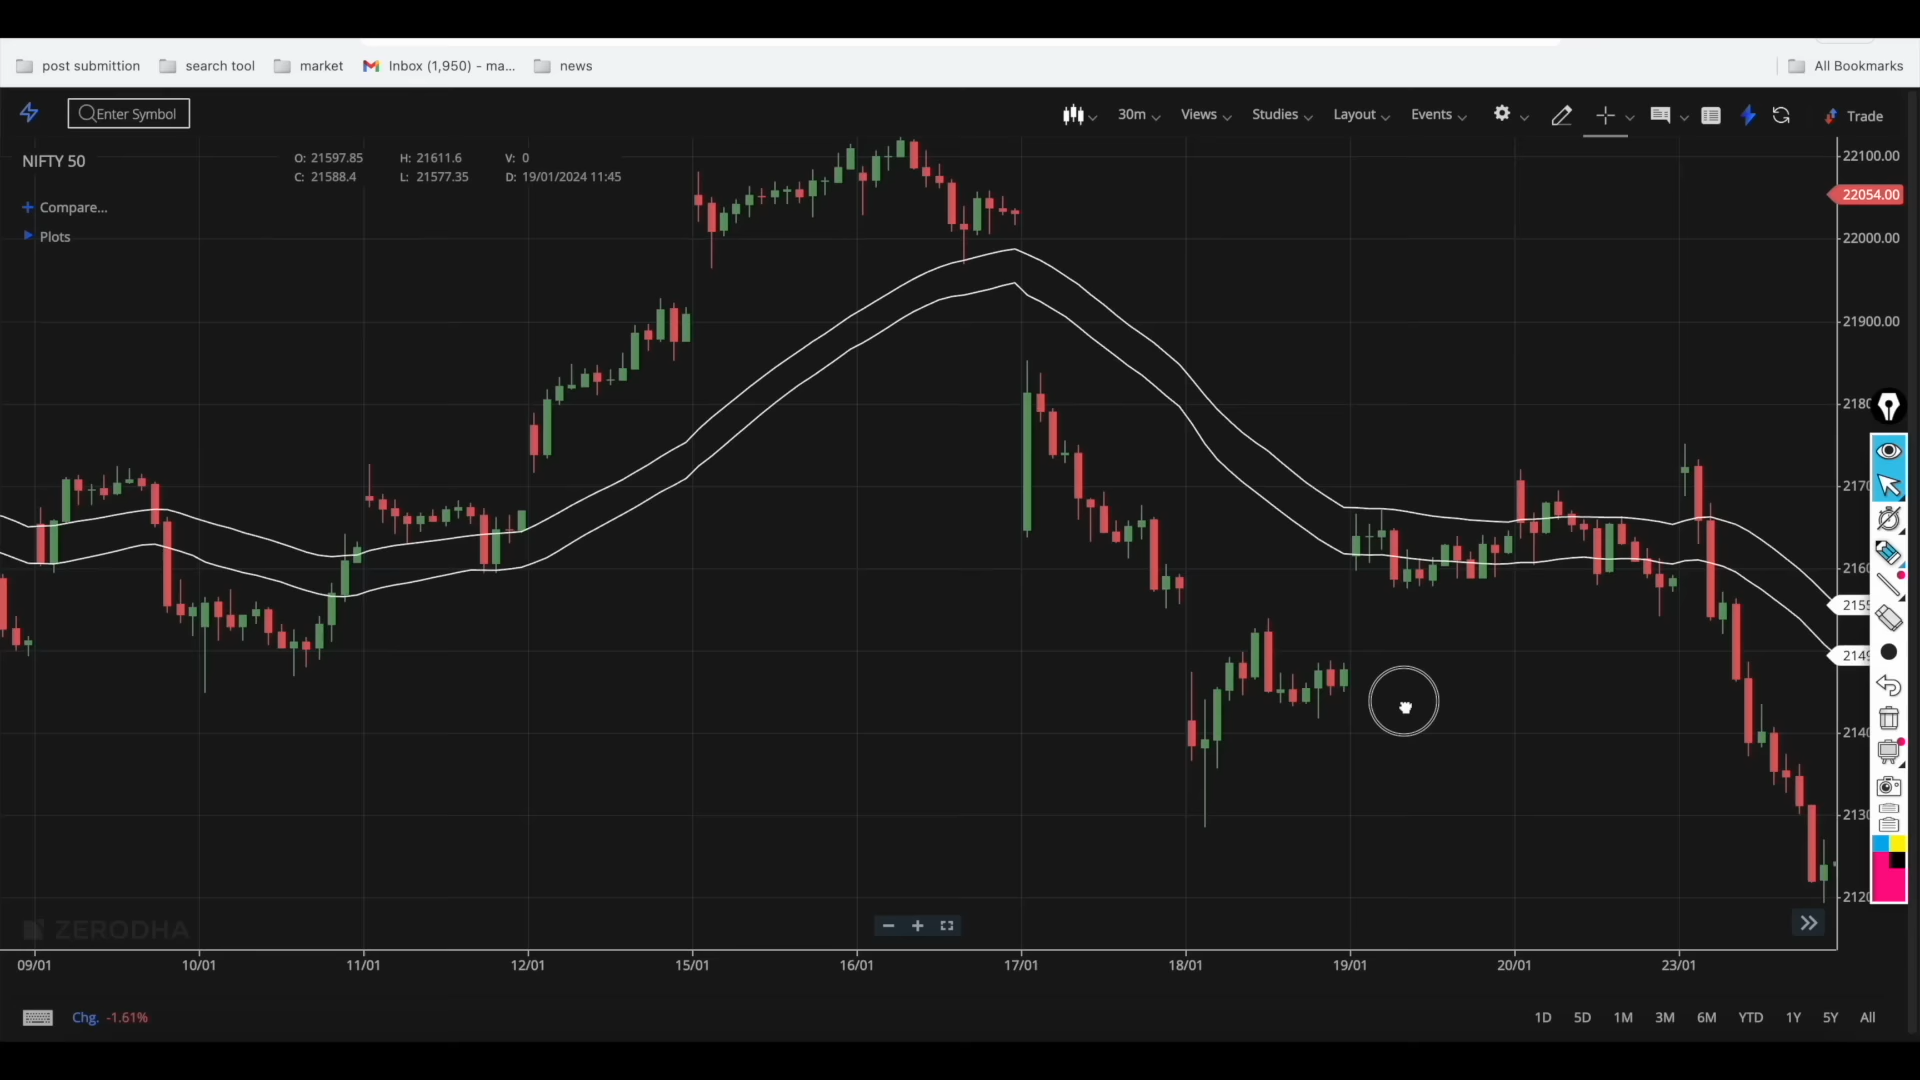 post submittion search tool market Inbox (1,950) - ma... news All Bookmarks
Enter Symbol 30m Views Studies Layout Events Trade
NIFTY 50 O: 21597.85 H: 21611.6 V: 0
C: 21588.4 L: 21577.35 D: 19/01/2024 11:45
+ Compare...
Plots
22100.00
22054.00
22000.00
21900.00
2180
2170
2160
2155
2149
2140
2130
2120
ZERODHA
09/01 10/01 11/01 12/01 15/01 16/01 17/01 18/01 19/01 20/01 23/01
Chg. -1.61% 1D 5D 1M 3M 6M YTD 1Y 5Y All